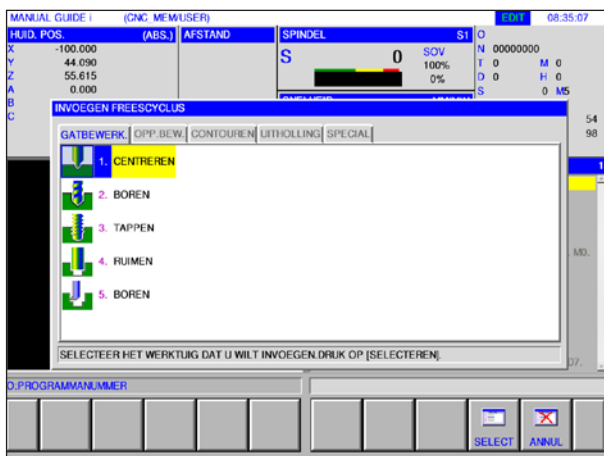 MANUAL GUIDE i (CNC_MEM/USER) EDIT 08:35:07
HUID. POS. (ABS.) AFSTAND SPINDEL S1 O
X -100.000 S 0 SOV N 00000000
Y 44.090 100% T 0 M 0
Z 55.615 0% D 0 H 0
A 0.000 S 0 M5
B
C 54
98
INVOEGEN FREESCYCLUS
GATBEWERK. OPP.BEW. CONTOUREN UITHOLLING SPECIAL
1. CENTREREN
2. BOREN
3. TAPPEN
4. RUIMEN
5. BOREN
M0.
07.
SELECTEER HET WERKTUIG DAT U WILT INVOEGEN.DRUK OP [SELECTEREN].
O:PROGRAMMANUMMER
SELECT ANNUL